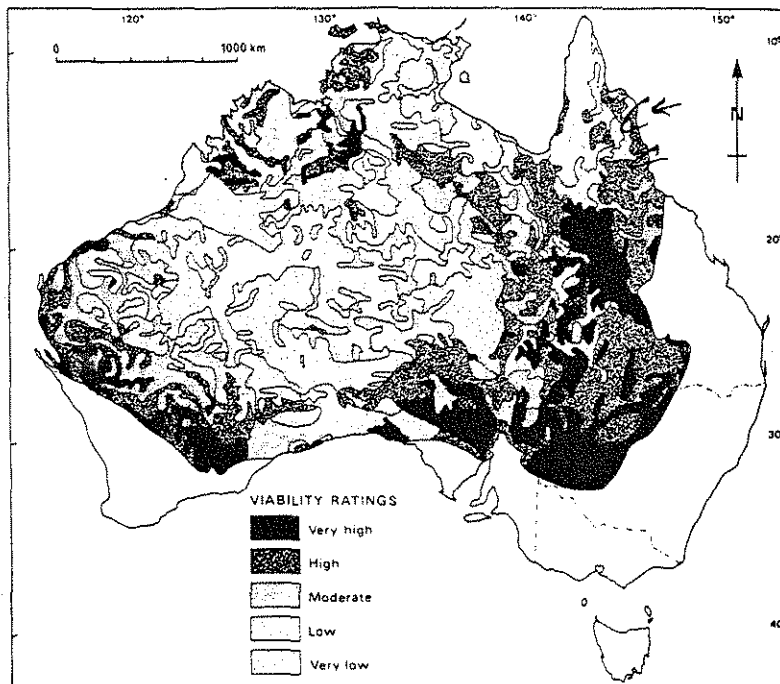 120° 130° 140° 150°
10°
0 1000 km
N
20°
30°
VIABILITY RATINGS
Very high
High
Moderate
Low
Very low
40